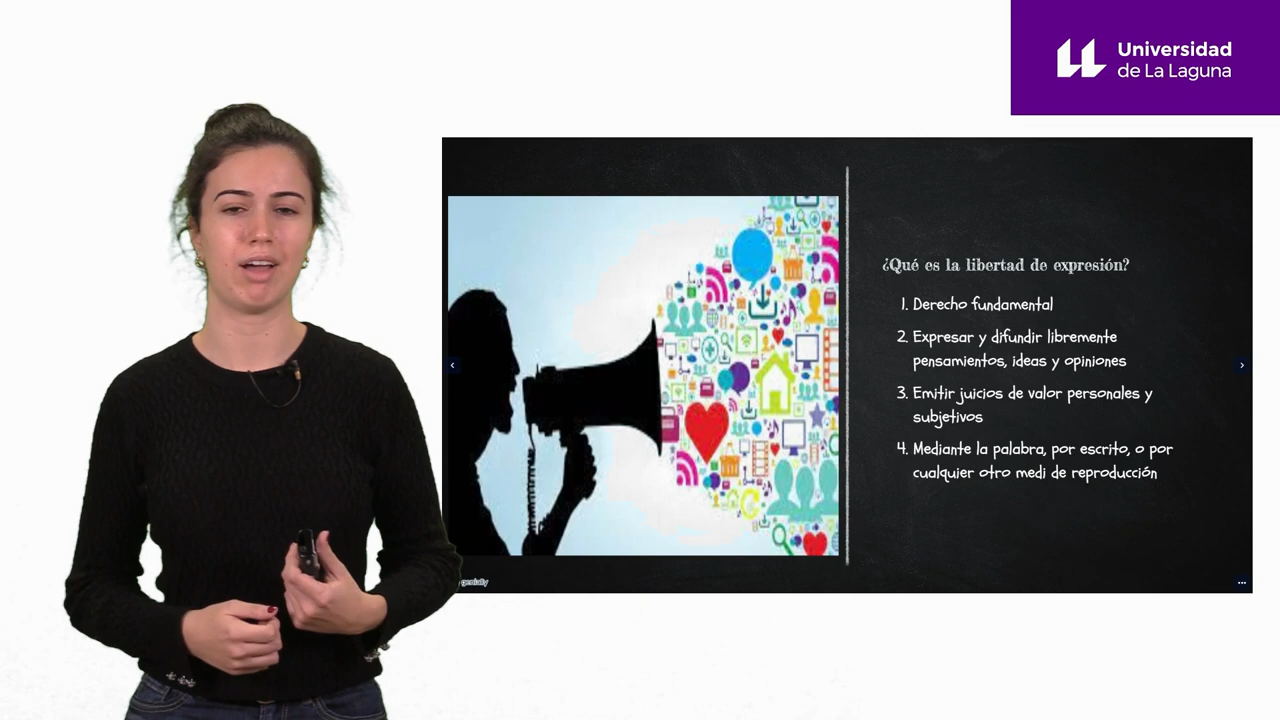 Universidad
de La Laguna
¿Qué es la libertad de expresión?
1. Derecho fundamental
2. Expresar y difundir libremente
pensamientos, ideas y opiniones
3. Emitir juicios de valor personales y
subjetivos
4. Mediante la palabra, por escrito, o por
cualquier otro medi de reproducción
genially